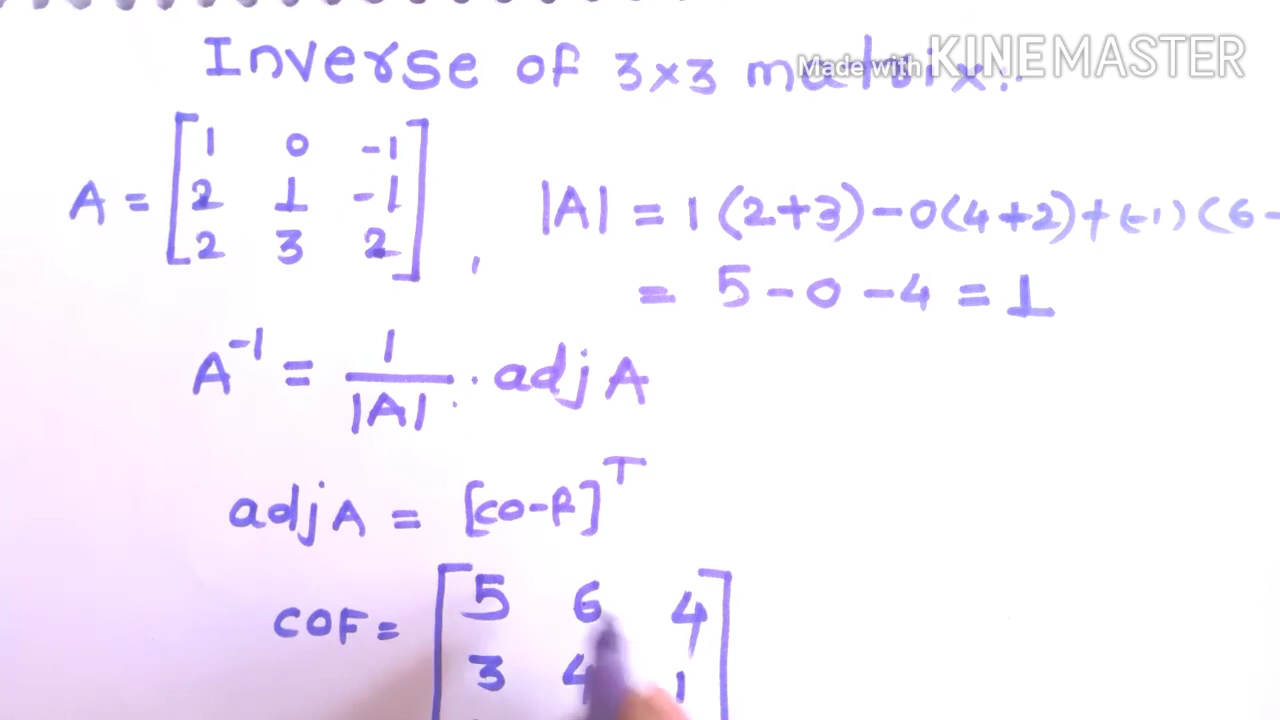 Inverse of 3×3 matrix:
Made with KINEMASTER
A = [1 0 -1
2 1 -1
2 3 2],
|A| = 1(2+3)-0(4+2)+(-1)(6-
= 5-0-4 = 1
A^-1 = 1/|A| . adj A
adj A = [co-f]^T
COF = [5 6 4
3 4 1